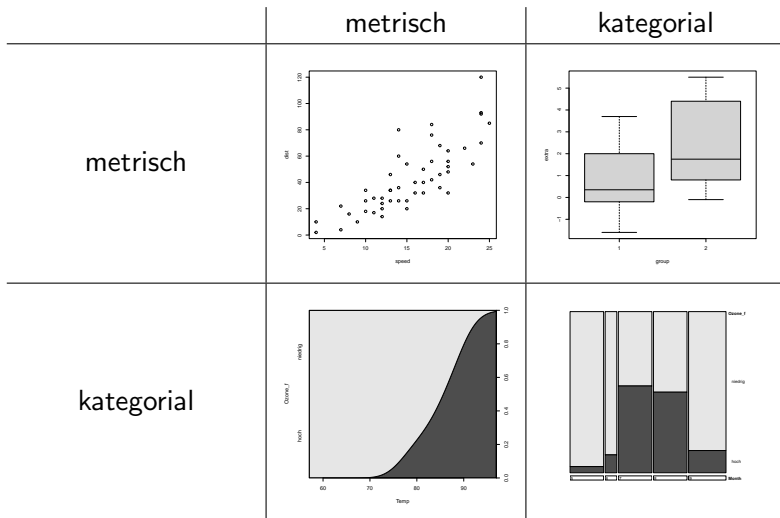 metrisch kategorial
metrisch
120
100
80
60
40
20
0
dist
5 10 15 20 25
speed
5
4
3
2
1
0
−1
extra
1 2
group
kategorial
niedrig
hoch
Ozone_f
1.0
0.8
0.6
0.4
0.2
0.0
60 70 80 90
Temp
Ozone_f
niedrig
hoch
Month